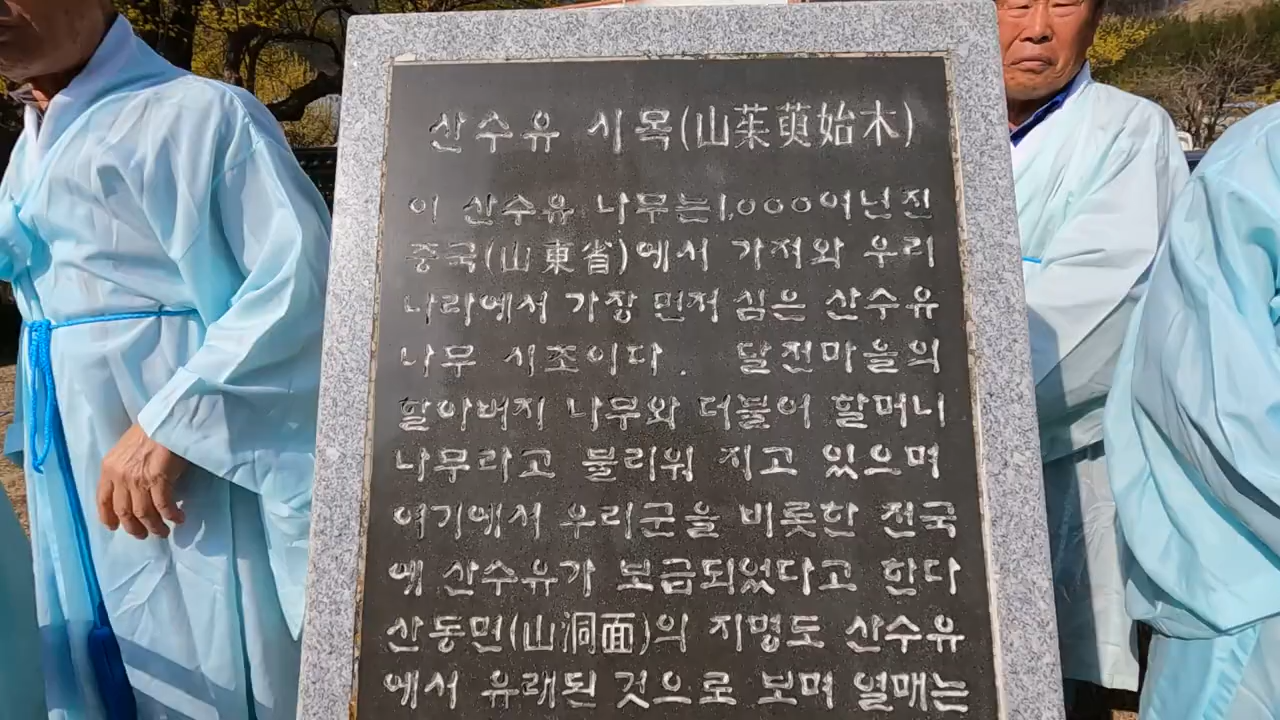 산수유 시목(山茱萸始木)
이 산수유 나무는 1,000여년전
중국(山東省)에서 가져와 우리
나라에서 가장 먼저 심은 산수유
나무 시조이다. 달전마을의
할아버지 나무와 더불어 할머니
나무라고 불리워 지고 있으며
여기에서 우리군을 비롯한 전국
에 산수유가 보급되었다고 한다
산동면(山洞面)의 지명도 산수유
에서 유래된 것으로 보며 열매는